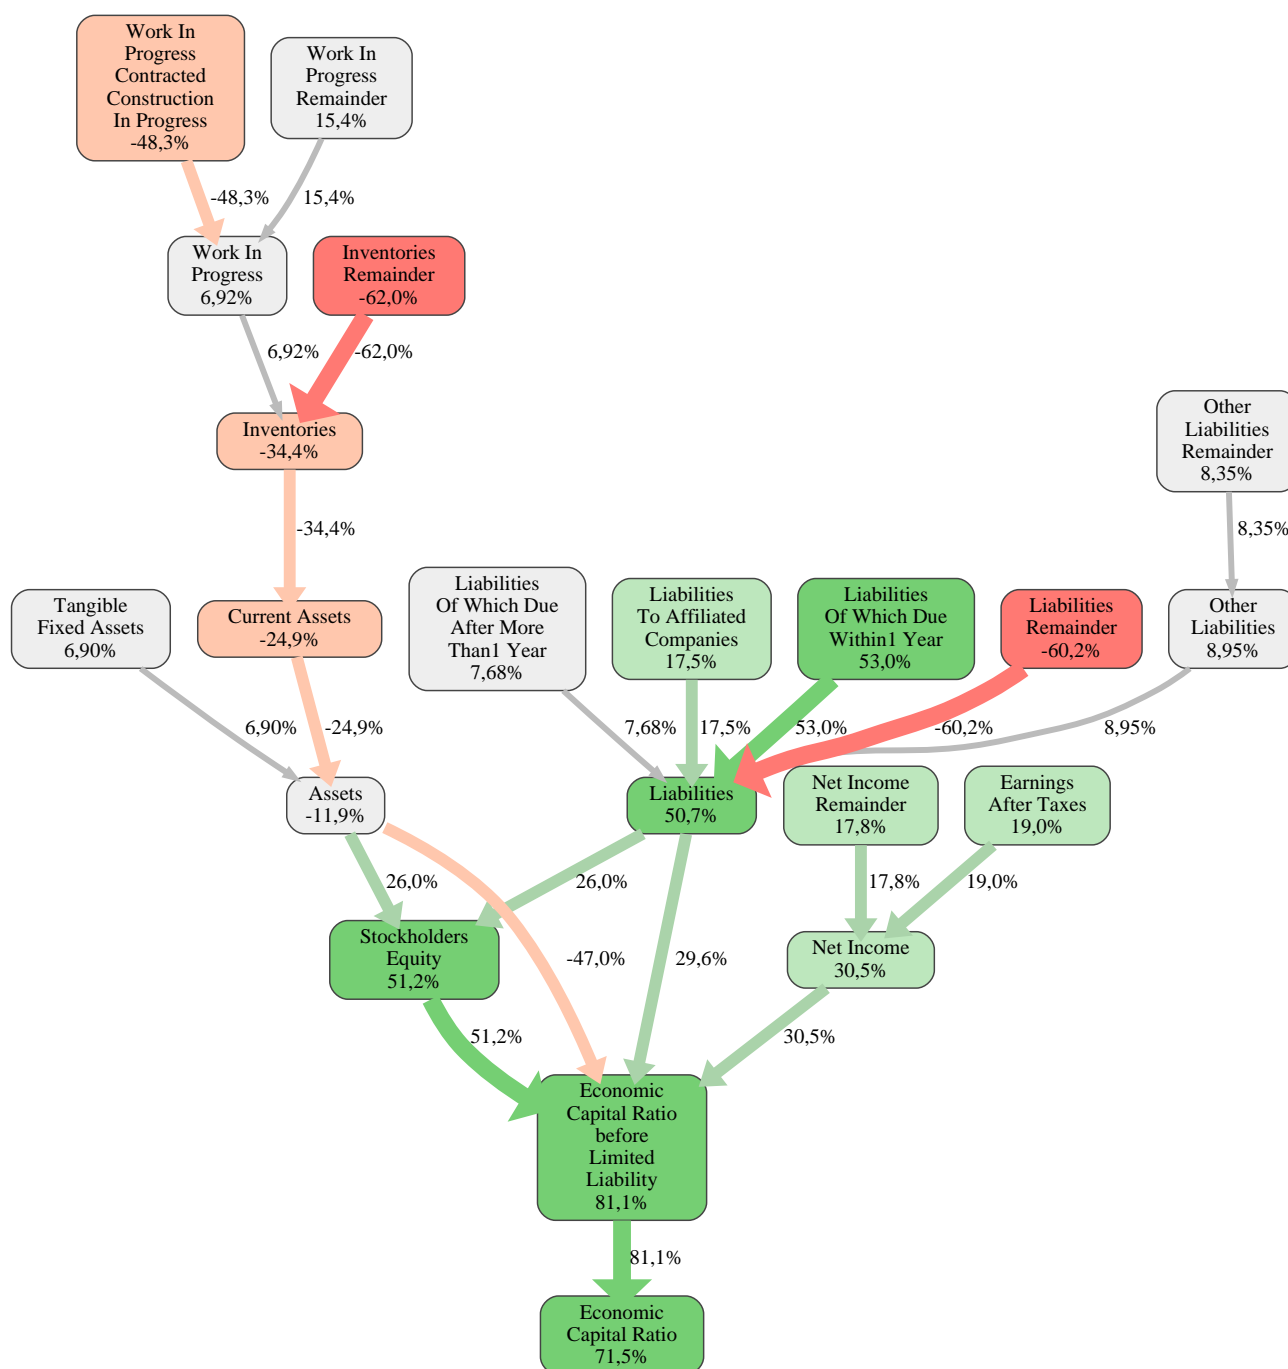 Work In
Progress
Contracted
Construction
In Progress
-48,3%
Work In
Progress
Remainder
15,4%
-48,3%
15,4%
Work In
Progress
6,92%
Inventories
Remainder
-62,0%
6,92%
-62,0%
Inventories
-34,4%
Other
Liabilities
Remainder
8,35%
-34,4%
8,35%
Tangible
Fixed Assets
6,90%
Current Assets
-24,9%
Liabilities
Of Which Due
After More
Than1 Year
7,68%
Liabilities
To Affiliated
Companies
17,5%
Liabilities
Of Which Due
Within1 Year
53,0%
Liabilities
Remainder
-60,2%
Other
Liabilities
8,95%
6,90%
-24,9%
7,68%
17,5%
53,0%
-60,2%
8,95%
Assets
-11,9%
Liabilities
50,7%
Net Income
Remainder
17,8%
Earnings
After Taxes
19,0%
26,0%
26,0%
17,8%
19,0%
Stockholders
Equity
51,2%
-47,0%
29,6%
Net Income
30,5%
51,2%
30,5%
Economic
Capital Ratio
before
Limited
Liability
81,1%
81,1%
Economic
Capital Ratio
71,5%